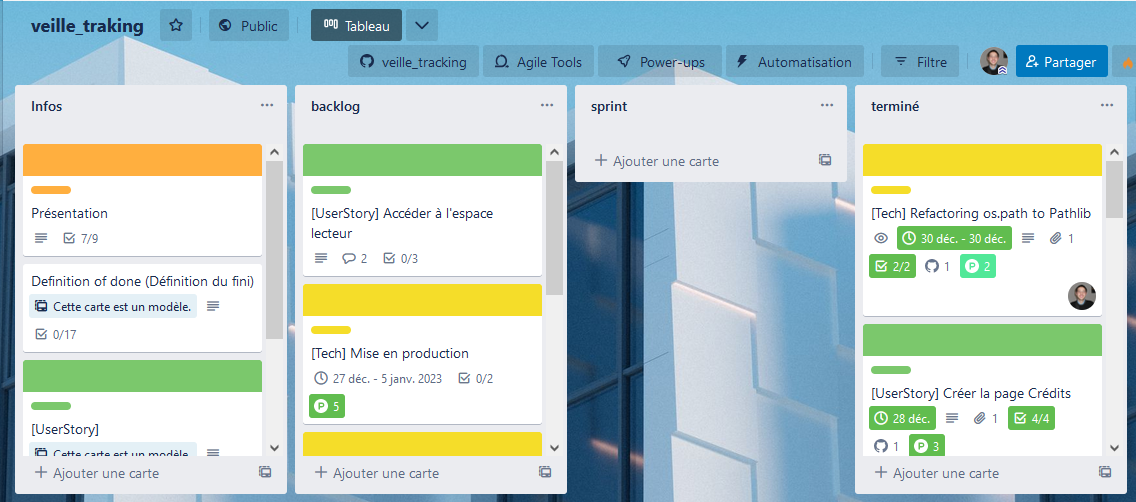 veille_traking
Public
Tableau
veille_tracking
Agile Tools
Power-ups
Automatisation
Filtre
Partager
Infos
Présentation
7/9
Definition of done (Définition du fini)
Cette carte est un modèle.
0/17
[UserStory]
Cette carte est un modèle.
+ Ajouter une carte
backlog
[UserStory] Accéder à l'espace
lecteur
2
0/3
[Tech] Mise en production
27 déc. - 5 janv. 2023
0/2
P 5
+ Ajouter une carte
sprint
+ Ajouter une carte
terminé
[Tech] Refactoring os.path to Pathlib
30 déc. - 30 déc.
1
2/2
1
P 2
[UserStory] Créer la page Crédits
28 déc.
1
4/4
1
P 3
+ Ajouter une carte